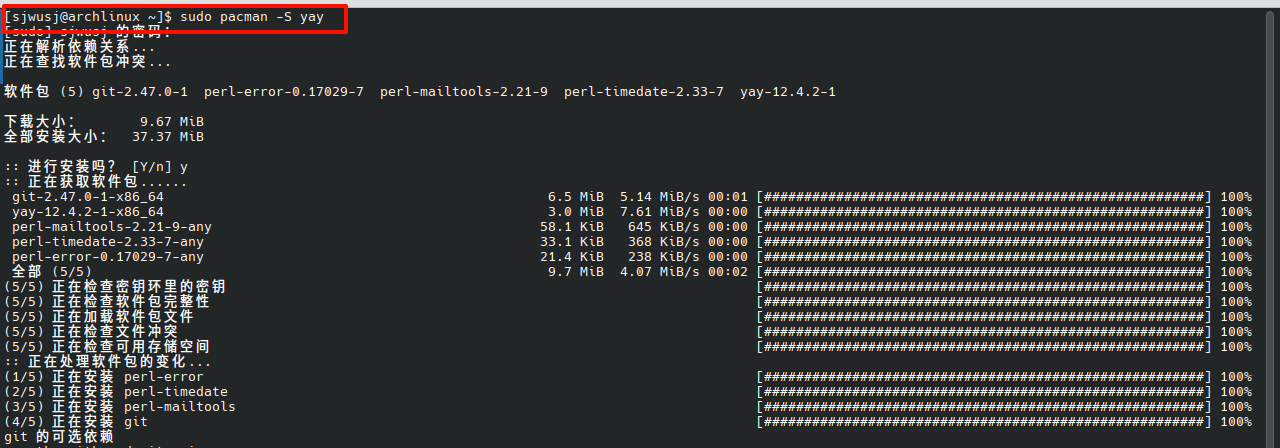 [sjwusj@archlinux ~]$ sudo pacman -S yay
[sudo] sjwusj 的密码：
正在解析依赖关系...
正在查找软件包冲突...
软件包 (5) git-2.47.0-1 perl-error-0.17029-7 perl-mailtools-2.21-9 perl-timedate-2.33-7 yay-12.4.2-1
下载大小： 9.67 MiB
全部安装大小： 37.37 MiB
:: 进行安装吗？ [Y/n] y
:: 正在获取软件包......
git-2.47.0-1-x86_64 6.5 MiB 5.14 MiB/s 00:01 [#######################################################] 100%
yay-12.4.2-1-x86_64 3.0 MiB 7.61 MiB/s 00:00 [#######################################################] 100%
perl-mailtools-2.21-9-any 58.1 KiB 645 KiB/s 00:00 [#######################################################] 100%
perl-timedate-2.33-7-any 33.1 KiB 368 KiB/s 00:00 [#######################################################] 100%
perl-error-0.17029-7-any 21.4 KiB 238 KiB/s 00:00 [#######################################################] 100%
全部 (5/5) 9.7 MiB 4.07 MiB/s 00:02 [#######################################################] 100%
(5/5) 正在检查密钥环里的密钥 [#######################################################] 100%
(5/5) 正在检查软件包完整性 [#######################################################] 100%
(5/5) 正在加载软件包文件 [#######################################################] 100%
(5/5) 正在检查文件冲突 [#######################################################] 100%
(5/5) 正在检查可用存储空间 [#######################################################] 100%
:: 正在处理软件包的变化...
(1/5) 正在安装 perl-error [#######################################################] 100%
(2/5) 正在安装 perl-timedate [#######################################################] 100%
(3/5) 正在安装 perl-mailtools [#######################################################] 100%
(4/5) 正在安装 git [#######################################################] 100%
git 的可选依赖